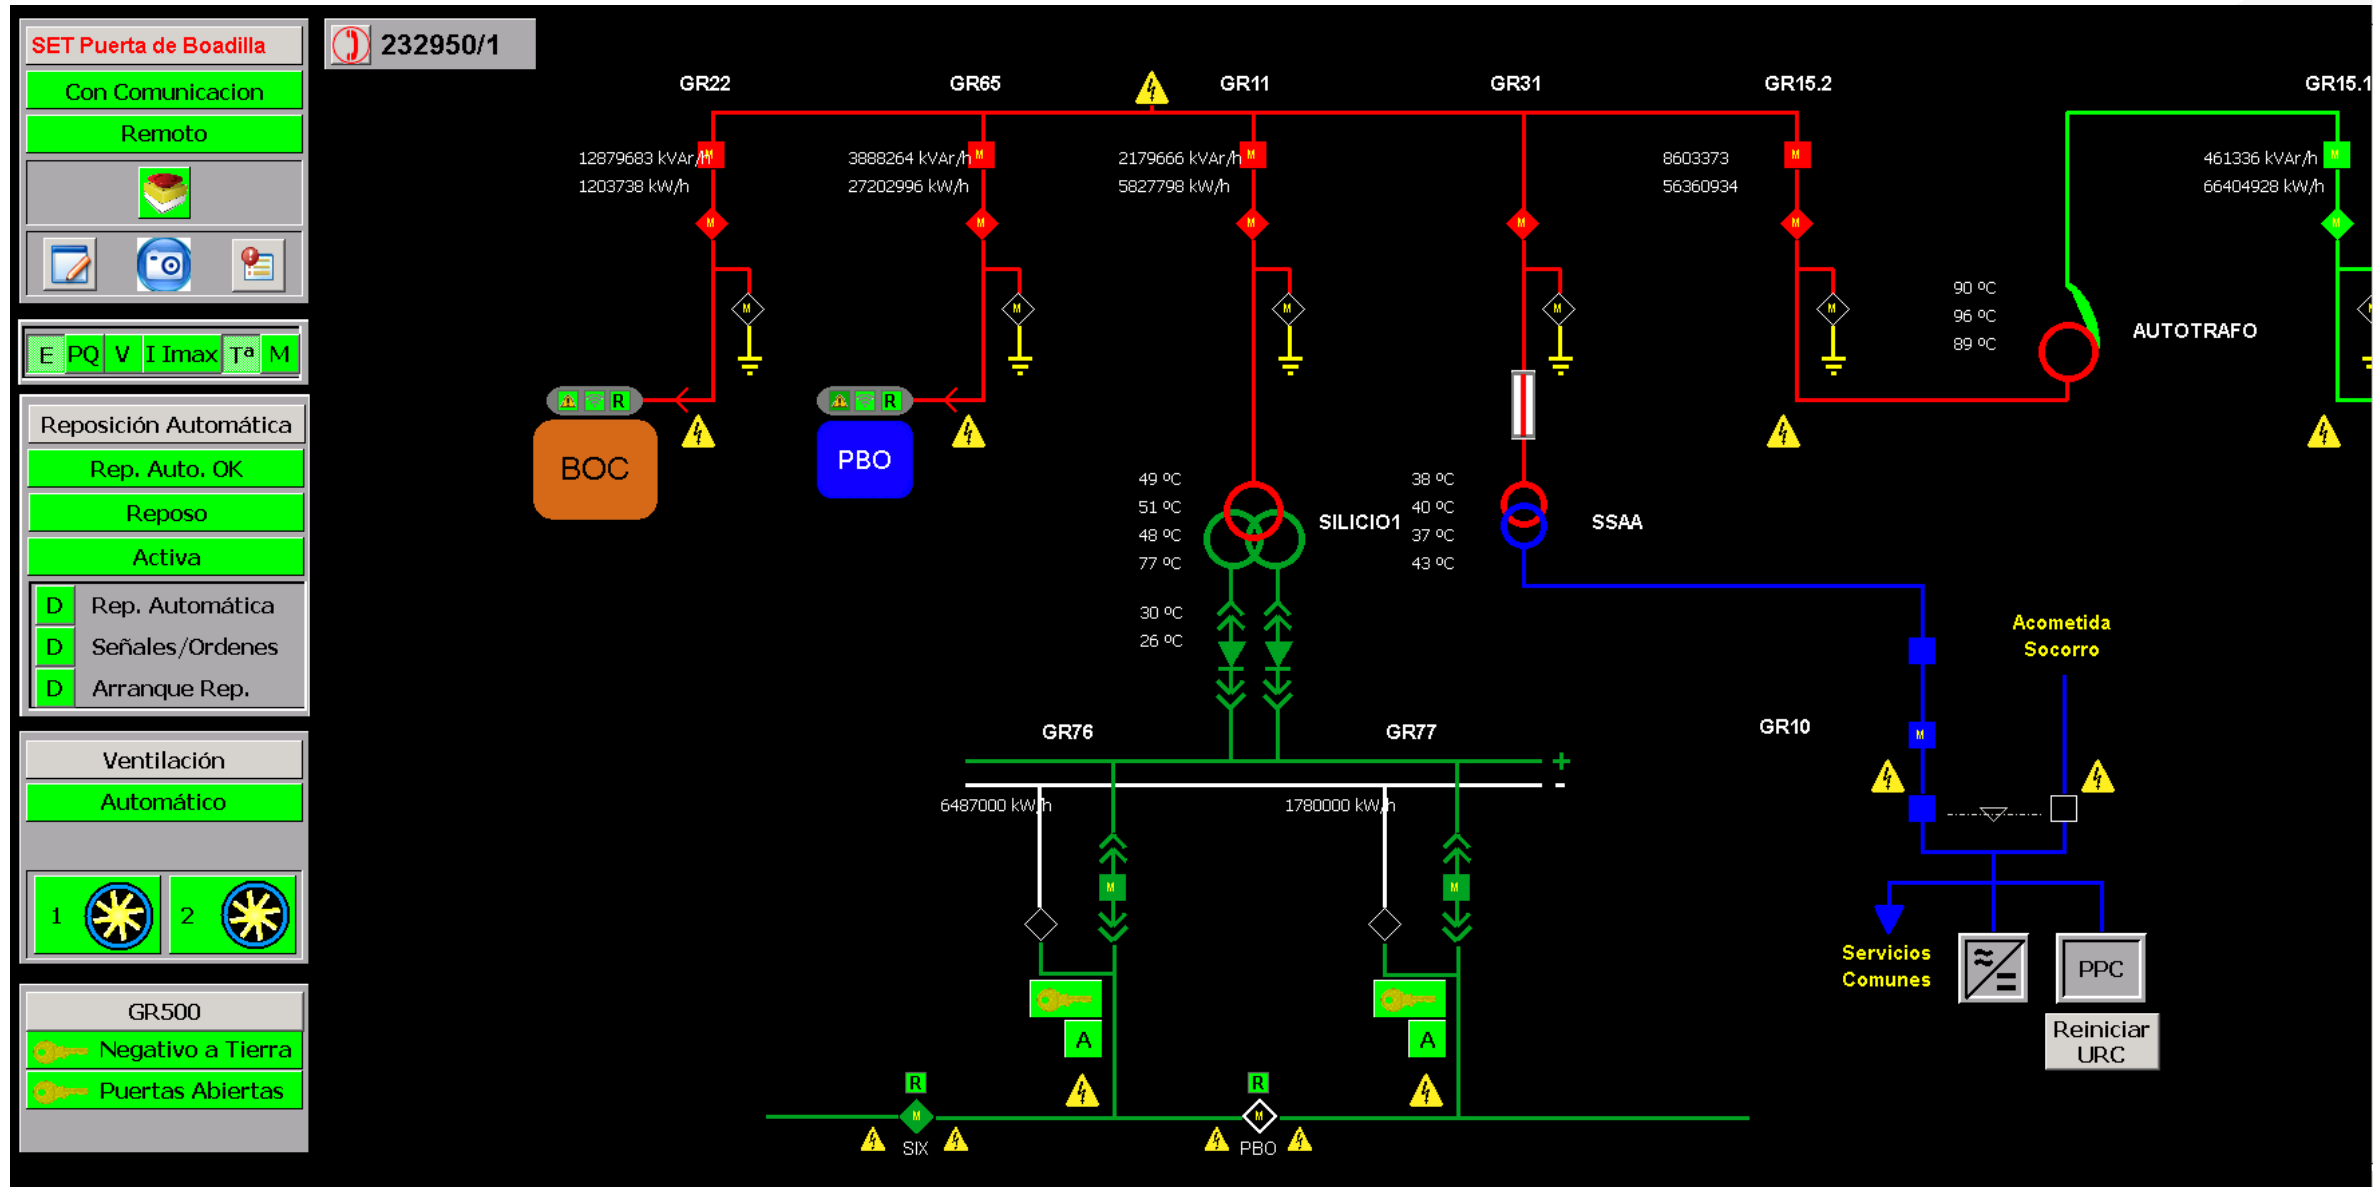 SET Puerta de Boadilla
232950/1
Con Comunicacion
Remoto
E PQ V I Imax Tª M
Reposición Automática
Rep. Auto. OK
Reposo
Activa
D Rep. Automática
D Señales/Ordenes
D Arranque Rep.
Ventilación
Automático
1
2
GR500
Negativo a Tierra
Puertas Abiertas
GR22
GR65
GR11
GR31
GR15.2
GR15.1
12879683 kVAr/h
1203738 kW/h
M
M
M
3888264 kVAr/h
27202996 kW/h
M
M
M
2179666 kVAr/h
5827798 kW/h
M
M
M
M
M
8603373
56360934
M
M
M
461336 kVAr/h
66404928 kW/h
M
M
90 ºC
96 ºC
89 ºC
AUTOTRAFO
R
BOC
R
PBO
49 ºC
51 ºC
48 ºC
77 ºC
SILICIO1
30 ºC
26 ºC
38 ºC
40 ºC
37 ºC
43 ºC
SSAA
Acometida
Socorro
GR10
M
GR76
GR77
+
-
6487000 kW/h
1780000 kW/h
M
M
A
A
Servicios
Comunes
PPC
Reiniciar
URC
R
M
SIX
R
M
PBO